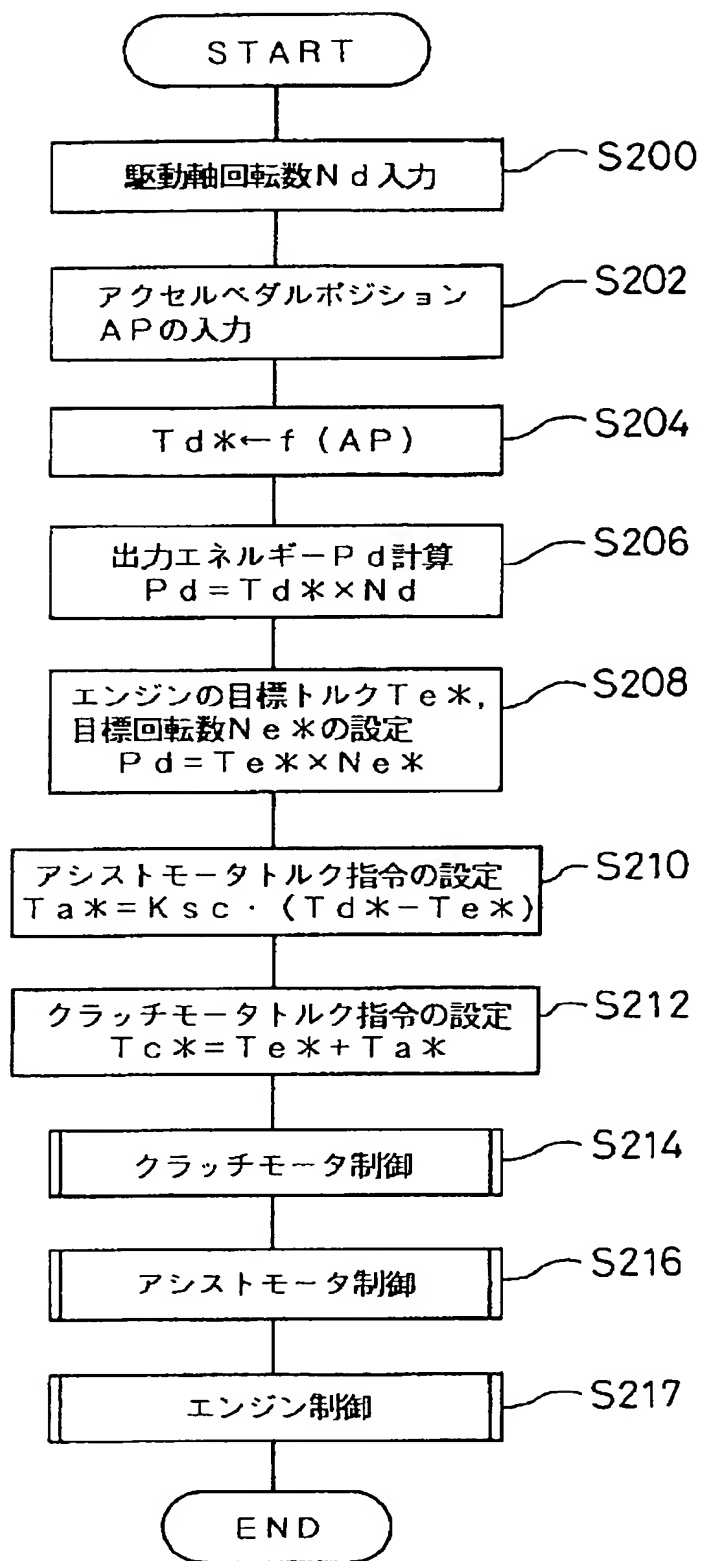 START
駆動軸回転数Nd入力
S200
アクセルペダルポジション
APの入力
S202
Td*←f(AP)
S204
出力エネルギーPd計算
Pd=Td*×Nd
S206
エンジンの目標トルクTe*,
目標回転数Ne*の設定
Pd=Te*×Ne*
S208
アシストモータトルク指令の設定
Ta*=Ksc・(Td*-Te*)
S210
クラッチモータトルク指令の設定
Tc*=Te*+Ta*
S212
クラッチモータ制御
S214
アシストモータ制御
S216
エンジン制御
S217
END